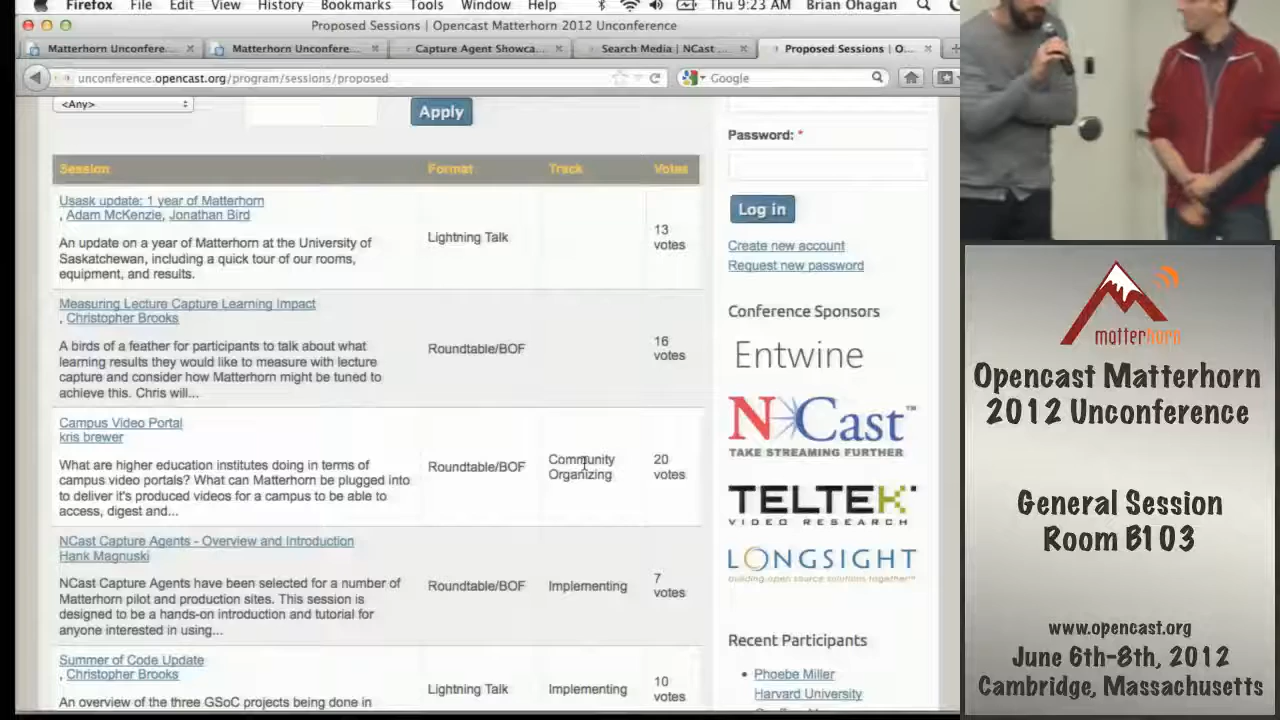 Firefox File Edit View History Bookmarks Tools Window Help Thu 9:23 AM Brian Ohagan
Proposed Sessions | Opencast Matterhorn 2012 Unconference
Matterhorn Unconfere... Matterhorn Unconfere... Capture Agent Showca... Search Media | NCast ... Proposed Sessions | O...
unconference.opencast.org/program/sessions/proposed Google
<Any> Apply
Session Format Track Votes
Usask update: 1 year of Matterhorn
, Adam McKenzie, Jonathan Bird
An update on a year of Matterhorn at the University of
Saskatchewan, including a quick tour of our rooms,
equipment, and results.
Lightning Talk
13
votes
Measuring Lecture Capture Learning Impact
, Christopher Brooks
A birds of a feather for participants to talk about what
learning results they would like to measure with lecture
capture and consider how Matterhorn might be tuned to
achieve this. Chris will...
Roundtable/BOF
16
votes
Campus Video Portal
kris brewer
What are higher education institutes doing in terms of
campus video portals? What can Matterhorn be plugged into
to deliver it's produced videos for a campus to be able to
access, digest and...
Roundtable/BOF
Community
Organizing
20
votes
NCast Capture Agents - Overview and Introduction
Hank Magnuski
NCast Capture Agents have been selected for a number of
Matterhorn pilot and production sites. This session is
designed to be a hands-on introduction and tutorial for
anyone interested in using...
Roundtable/BOF
Implementing
7
votes
Summer of Code Update
, Christopher Brooks
An overview of the three GSoC projects being done in
Lightning Talk
Implementing
10
votes
Password: *
Log in
Create new account
Request new password
Conference Sponsors
Entwine
NCast™
TAKE STREAMING FURTHER
TELTEK
VIDEO RESEARCH
LONGSIGHT
building open source solutions together™
Recent Participants
• Phoebe Miller
Harvard University
matterhorn
Opencast Matterhorn
2012 Unconference
General Session
Room B103
www.opencast.org
June 6th-8th, 2012
Cambridge, Massachusetts